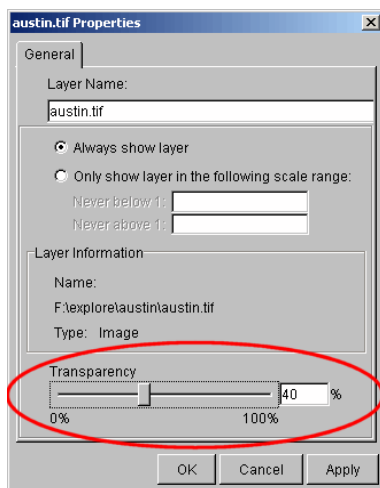 austin.tif Properties
General
Layer Name:
austin.tif
Always show layer
Only show layer in the following scale range:
Never below 1:
Never above 1:
Layer Information
Name:
F:\explore\austin\austin.tif
Type: Image
Transparency
40 %
0% 100%
OK Cancel Apply